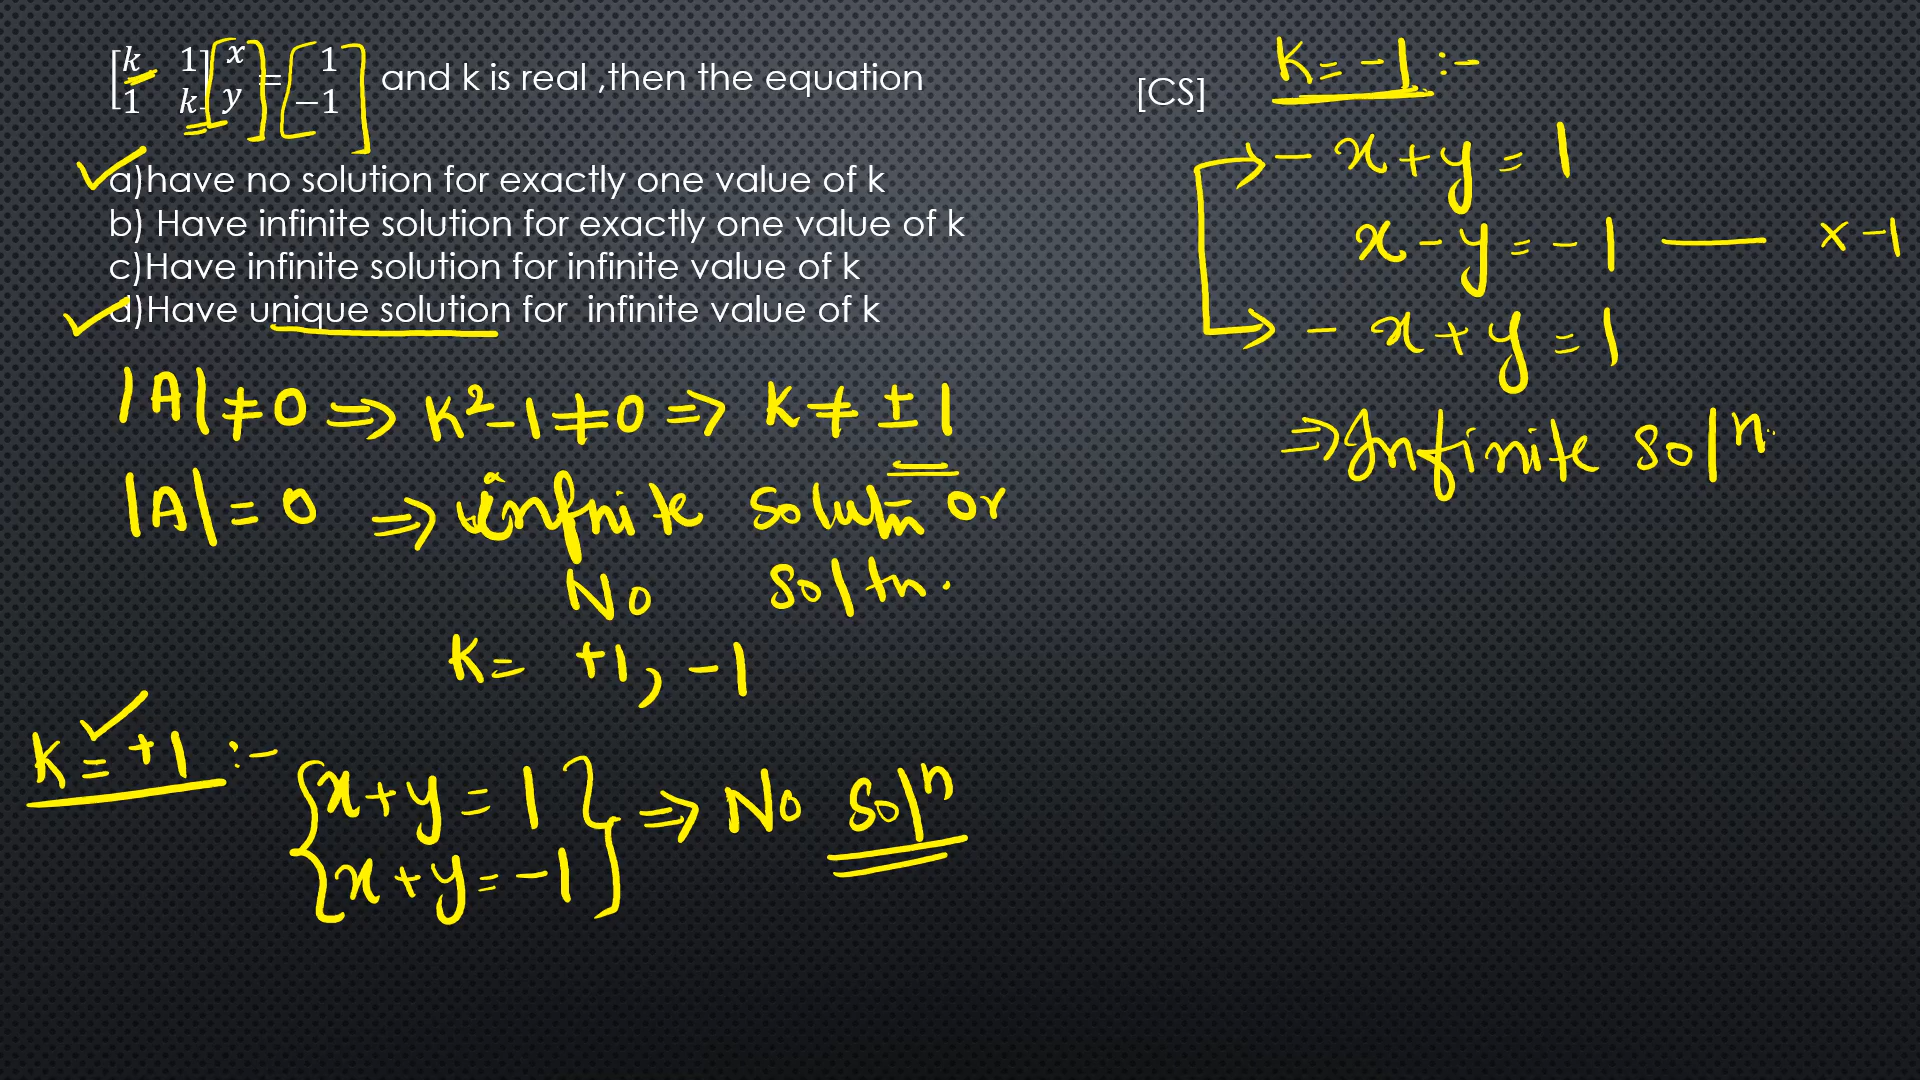 [k 1
1 k] [x
y] = [1
−1] and k is real ,then the equation
[CS]
a)have no solution for exactly one value of k
b) Have infinite solution for exactly one value of k
c)Have infinite solution for infinite value of k
d)Have unique solution for infinite value of k
|A| ≠ 0 ⇒ k²-1 ≠ 0 ⇒ k ≠ ±1
|A| = 0 ⇒ infinite solutn or
No soltn.
k = +1, -1
k = +1 :-
{x+y = 1
x+y = -1} ⇒ No solⁿ
k = -1 :-
- x+y = 1
x-y = -1 — x -1
- x+y = 1
⇒ Infinite solⁿ.